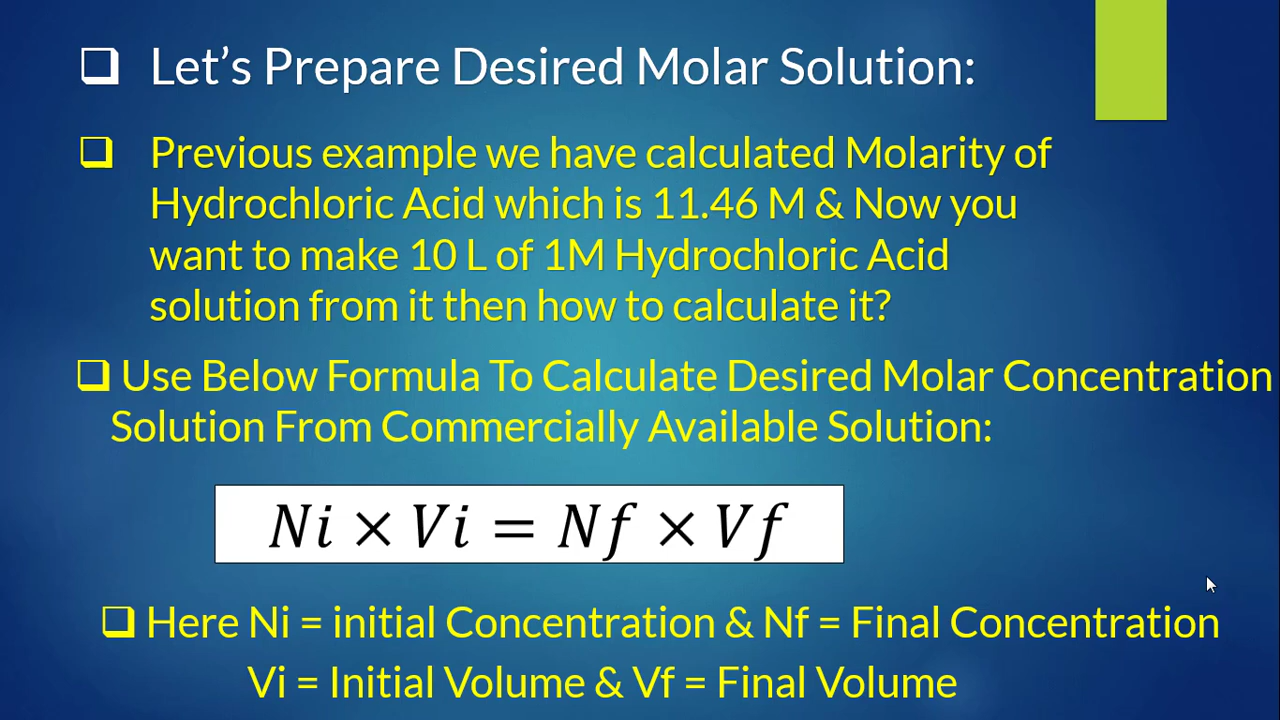 Let’s Prepare Desired Molar Solution:
Previous example we have calculated Molarity of
Hydrochloric Acid which is 11.46 M & Now you
want to make 10 L of 1M Hydrochloric Acid
solution from it then how to calculate it?
Use Below Formula To Calculate Desired Molar Concentration
Solution From Commercially Available Solution:
Ni × Vi = Nf × Vf
Here Ni = initial Concentration & Nf = Final Concentration
Vi = Initial Volume & Vf = Final Volume